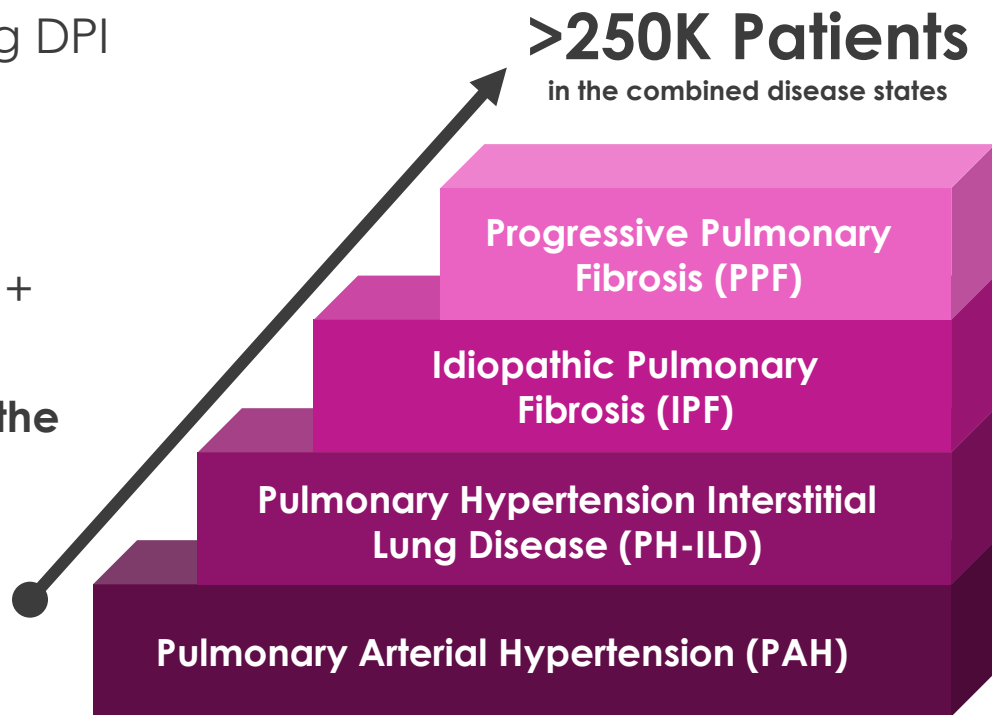 g DPI
>250K Patients
in the combined disease states
+
the
Progressive Pulmonary
Fibrosis (PPF)
Idiopathic Pulmonary
Fibrosis (IPF)
Pulmonary Hypertension Interstitial
Lung Disease (PH-ILD)
Pulmonary Arterial Hypertension (PAH)